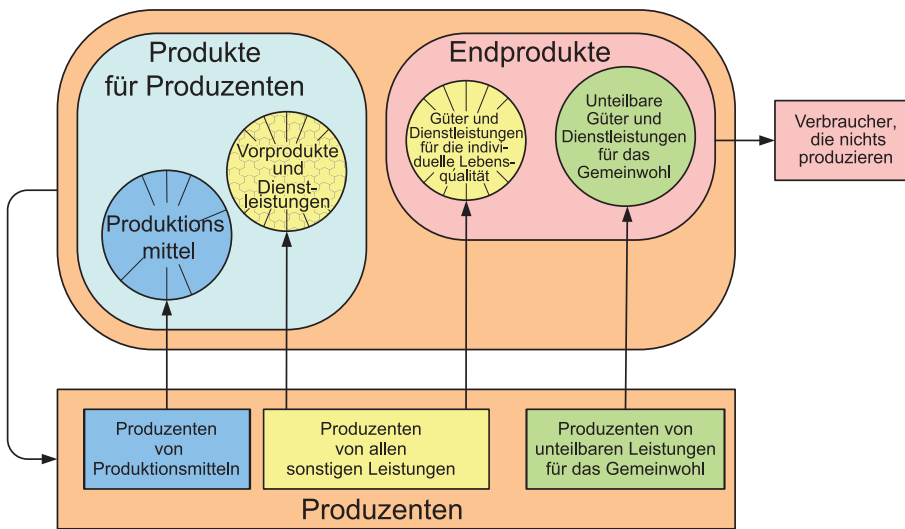 Produkte
für Produzenten
Endprodukte
Vorprodukte
und
Dienst-
leistungen
Produktions
mittel
Güter und
Dienstleistungen
für die indivi-
duelle Lebens-
qualität
Unteilbare
Güter und
Dienstleistungen
für das
Gemeinwohl
Verbraucher,
die nichts
produzieren
Produzenten
von
Produktionsmitteln
Produzenten
von allen
sonstigen Leistungen
Produzenten von
unteilbaren Leistungen
für das Gemeinwohl
Produzenten